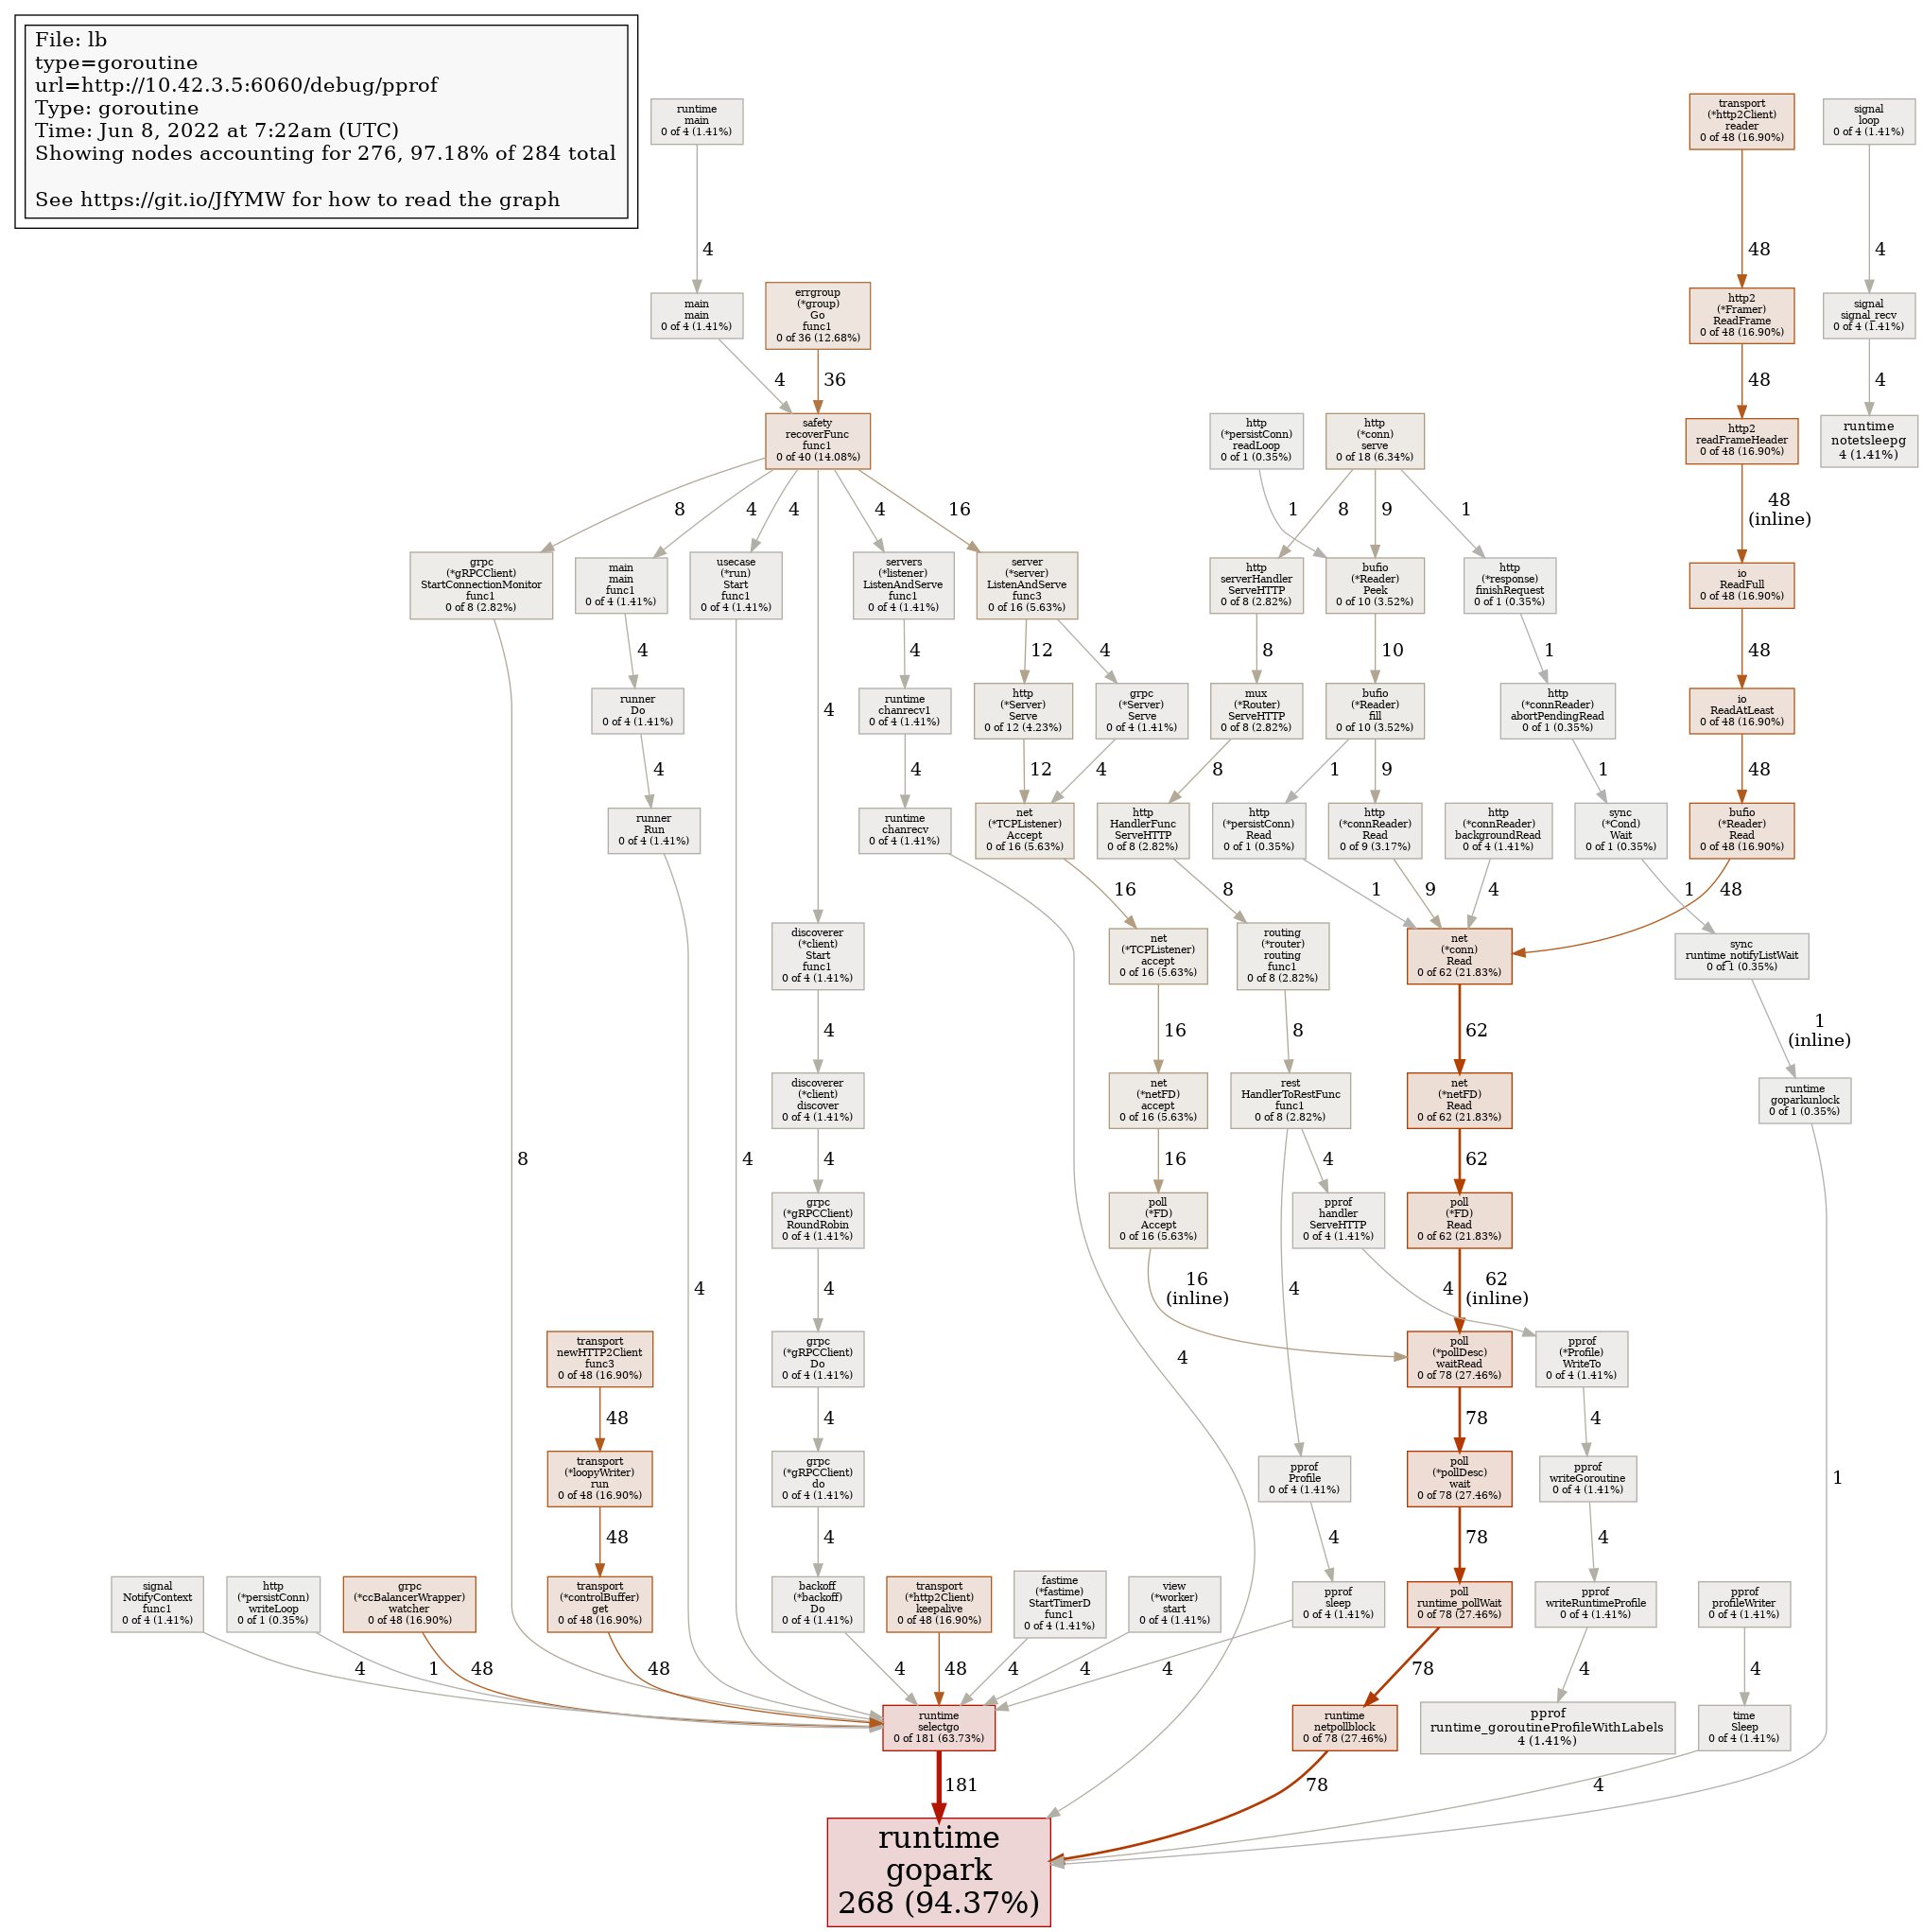 File: lb
type=goroutine
url=http://10.42.3.5:6060/debug/pprof
Type: goroutine
Time: Jun 8, 2022 at 7:22am (UTC)
Showing nodes accounting for 276, 97.18% of 284 total
See https://git.io/JfYMW for how to read the graph
runtime
main
0 of 4 (1.41%)
transport
(*http2Client)
reader
0 of 48 (16.90%)
signal
loop
0 of 4 (1.41%)
4
48
4
main
main
0 of 4 (1.41%)
errgroup
(*group)
Go
func1
0 of 36 (12.68%)
http2
(*Framer)
ReadFrame
0 of 48 (16.90%)
signal
signal_recv
0 of 4 (1.41%)
4
36
48
4
safety
recoverFunc
func1
0 of 40 (14.08%)
http
(*persistConn)
readLoop
0 of 1 (0.35%)
http
(*conn)
serve
0 of 18 (6.34%)
http2
readFrameHeader
0 of 48 (16.90%)
runtime
notetsleepg
4 (1.41%)
8
4
4
4
16
1
8
9
1
48
(inline)
grpc
(*gRPCClient)
StartConnectionMonitor
func1
0 of 8 (2.82%)
main
main
func1
0 of 4 (1.41%)
usecase
(*run)
Start
func1
0 of 4 (1.41%)
servers
(*listener)
ListenAndServe
func1
0 of 4 (1.41%)
server
(*server)
ListenAndServe
func3
0 of 16 (5.63%)
http
serverHandler
ServeHTTP
0 of 8 (2.82%)
bufio
(*Reader)
Peek
0 of 10 (3.52%)
http
(*response)
finishRequest
0 of 1 (0.35%)
io
ReadFull
0 of 48 (16.90%)
4
4
12
4
8
10
1
48
runner
Do
0 of 4 (1.41%)
4
runtime
chanrecv1
0 of 4 (1.41%)
http
(*Server)
Serve
0 of 12 (4.23%)
grpc
(*Server)
Serve
0 of 4 (1.41%)
mux
(*Router)
ServeHTTP
0 of 8 (2.82%)
bufio
(*Reader)
fill
0 of 10 (3.52%)
http
(*connReader)
abortPendingRead
0 of 1 (0.35%)
io
ReadAtLeast
0 of 48 (16.90%)
4
4
12
4
8
1
9
1
48
runner
Run
0 of 4 (1.41%)
runtime
chanrecv
0 of 4 (1.41%)
net
(*TCPListener)
Accept
0 of 16 (5.63%)
http
HandlerFunc
ServeHTTP
0 of 8 (2.82%)
http
(*persistConn)
Read
0 of 1 (0.35%)
http
(*connReader)
Read
0 of 9 (3.17%)
http
(*connReader)
backgroundRead
0 of 4 (1.41%)
sync
(*Cond)
Wait
0 of 1 (0.35%)
bufio
(*Reader)
Read
0 of 48 (16.90%)
16
8
1
9
4
1
48
discoverer
(*client)
Start
func1
0 of 4 (1.41%)
net
(*TCPListener)
accept
0 of 16 (5.63%)
routing
(*router)
routing
func1
0 of 8 (2.82%)
net
(*conn)
Read
0 of 62 (21.83%)
sync
runtime_notifyListWait
0 of 1 (0.35%)
4
16
8
62
1
(inline)
discoverer
(*client)
discover
0 of 4 (1.41%)
net
(*netFD)
accept
0 of 16 (5.63%)
rest
HandlerToRestFunc
func1
0 of 8 (2.82%)
net
(*netFD)
Read
0 of 62 (21.83%)
runtime
goparkunlock
0 of 1 (0.35%)
8
4
4
16
4
62
grpc
(*gRPCClient)
RoundRobin
0 of 4 (1.41%)
poll
(*FD)
Accept
0 of 16 (5.63%)
pprof
handler
ServeHTTP
0 of 4 (1.41%)
poll
(*FD)
Read
0 of 62 (21.83%)
4
4
16
(inline)
4
4
62
(inline)
transport
newHTTP2Client
func3
0 of 48 (16.90%)
grpc
(*gRPCClient)
Do
0 of 4 (1.41%)
4
poll
(*pollDesc)
waitRead
0 of 78 (27.46%)
pprof
(*Profile)
WriteTo
0 of 4 (1.41%)
48
4
78
4
transport
(*loopyWriter)
run
0 of 48 (16.90%)
grpc
(*gRPCClient)
do
0 of 4 (1.41%)
pprof
Profile
0 of 4 (1.41%)
poll
(*pollDesc)
wait
0 of 78 (27.46%)
pprof
writeGoroutine
0 of 4 (1.41%)
1
48
4
4
78
4
signal
NotifyContext
func1
0 of 4 (1.41%)
http
(*persistConn)
writeLoop
0 of 1 (0.35%)
grpc
(*ccBalancerWrapper)
watcher
0 of 48 (16.90%)
transport
(*controlBuffer)
get
0 of 48 (16.90%)
backoff
(*backoff)
Do
0 of 4 (1.41%)
transport
(*http2Client)
keepalive
0 of 48 (16.90%)
fastime
(*fastime)
StartTimerD
func1
0 of 4 (1.41%)
view
(*worker)
start
0 of 4 (1.41%)
pprof
sleep
0 of 4 (1.41%)
poll
runtime_pollWait
0 of 78 (27.46%)
pprof
writeRuntimeProfile
0 of 4 (1.41%)
pprof
profileWriter
0 of 4 (1.41%)
4
1
48
48
4
48
4
4
4
78
4
4
runtime
selectgo
0 of 181 (63.73%)
runtime
netpollblock
0 of 78 (27.46%)
pprof
runtime_goroutineProfileWithLabels
4 (1.41%)
time
Sleep
0 of 4 (1.41%)
181
78
4
runtime
gopark
268 (94.37%)